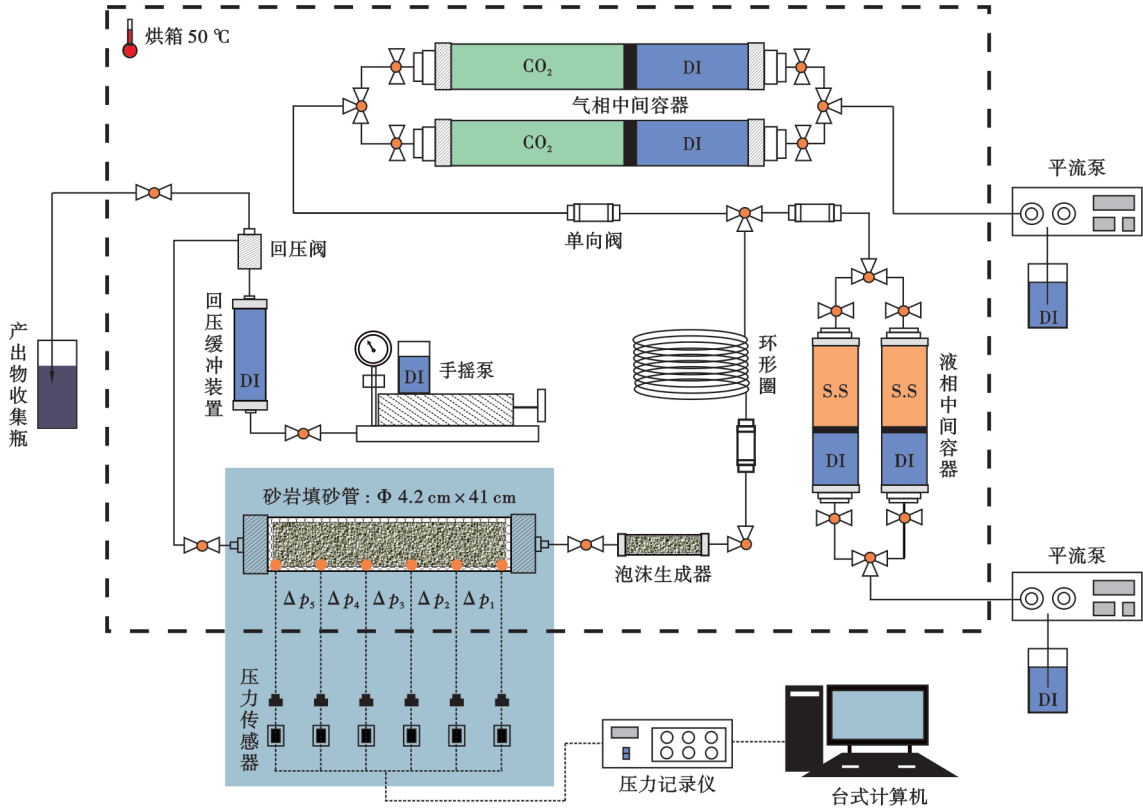 烘箱 50 ℃
CO₂
DI
气相中间容器
CO₂
DI
平流泵
DI
单向阀
回压阀
回压缓冲装置
DI
产出物收集瓶
DI
手摇泵
环形圈
S.S
S.S
DI
DI
液相中间容器
砂岩填砂管：Φ 4.2 cm×41 cm
泡沫生成器
平流泵
DI
Δp₅
Δp₄
Δp₃
Δp₂
Δp₁
压力传感器
压力记录仪
台式计算机